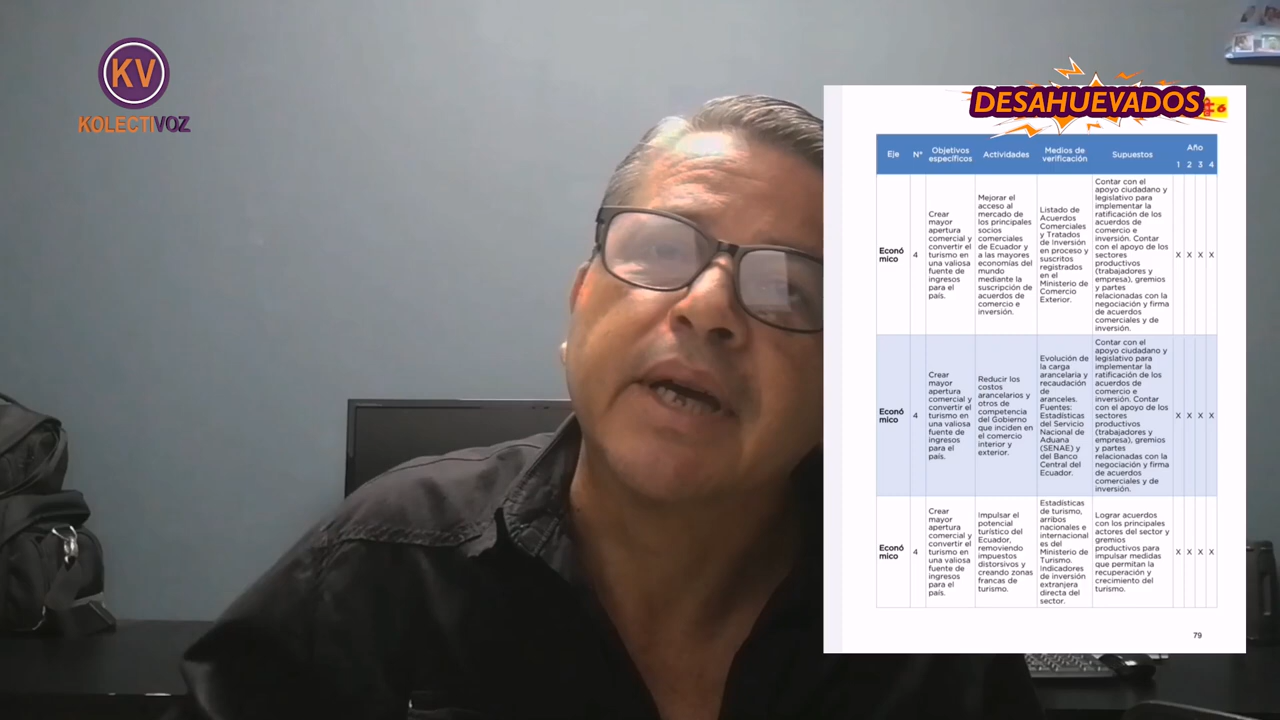 KV
KOLECTIVOZ
DESAHUEVADOS
#6
Eje
N°
Objetivos
específicos
Actividades
Medios de
verificación
Supuestos
Año
1 2 3 4
Econó
mico
4
Crear
mayor
apertura
comercial y
convertir el
turismo en
una valiosa
fuente de
ingresos
para el
país.
Mejorar el
acceso al
mercado de
los principales
socios
comerciales
de Ecuador y
a las mayores
economías del
mundo
mediante la
suscripción de
acuerdos de
comercio e
inversión.
Listado de
Acuerdos
Comerciales
y Tratados
de Inversión
en proceso y
suscritos
registrados
en el
Ministerio de
Comercio
Exterior.
Contar con el
apoyo ciudadano y
legislativo para
implementar la
ratificación de los
acuerdos de
comercio e
inversión. Contar
con el apoyo de los
sectores
productivos
(trabajadores y
empresa), gremios
y partes
relacionadas con la
negociación y firma
de acuerdos
comerciales y de
inversión.
X X X X
Econó
mico
4
Crear
mayor
apertura
comercial y
convertir el
turismo en
una valiosa
fuente de
ingresos
para el
país.
Reducir los
costos
arancelarios y
otros de
competencia
del Gobierno
que inciden en
el comercio
interior y
exterior.
Evolución de
la carga
arancelaria y
recaudación
de
aranceles.
Fuentes:
Estadísticas
del Servicio
Nacional de
Aduana
(SENAE) y
del Banco
Central del
Ecuador.
Contar con el
apoyo ciudadano y
legislativo para
implementar la
ratificación de los
acuerdos de
comercio e
inversión. Contar
con el apoyo de los
sectores
productivos
(trabajadores y
empresa), gremios
y partes
relacionadas con la
negociación y firma
de acuerdos
comerciales y de
inversión.
X X X X
Econó
mico
4
Crear
mayor
apertura
comercial y
convertir el
turismo en
una valiosa
fuente de
ingresos
para el
país.
Impulsar el
potencial
turístico del
Ecuador,
removiendo
impuestos
distorsivos y
creando zonas
francas de
turismo.
Estadísticas
de turismo,
arribos
nacionales e
internacional
es del
Ministerio de
Turismo.
Indicadores
de inversión
extranjera
directa del
sector.
Lograr acuerdos
con los principales
actores del sector y
gremios
productivos para
impulsar medidas
que permitan la
recuperación y
crecimiento del
turismo.
X X X X
79